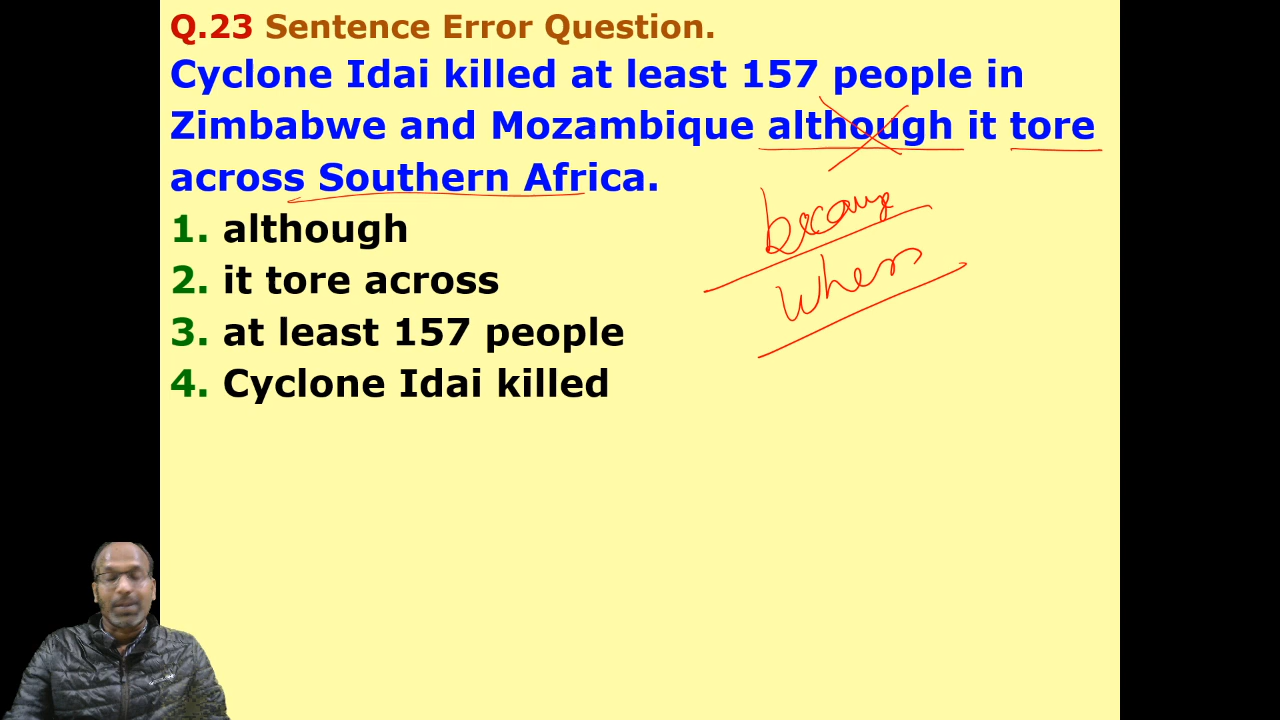 Q.23 Sentence Error Question.
Cyclone Idai killed at least 157 people in
Zimbabwe and Mozambique although it tore
across Southern Africa.
because
when
1. although
2. it tore across
3. at least 157 people
4. Cyclone Idai killed